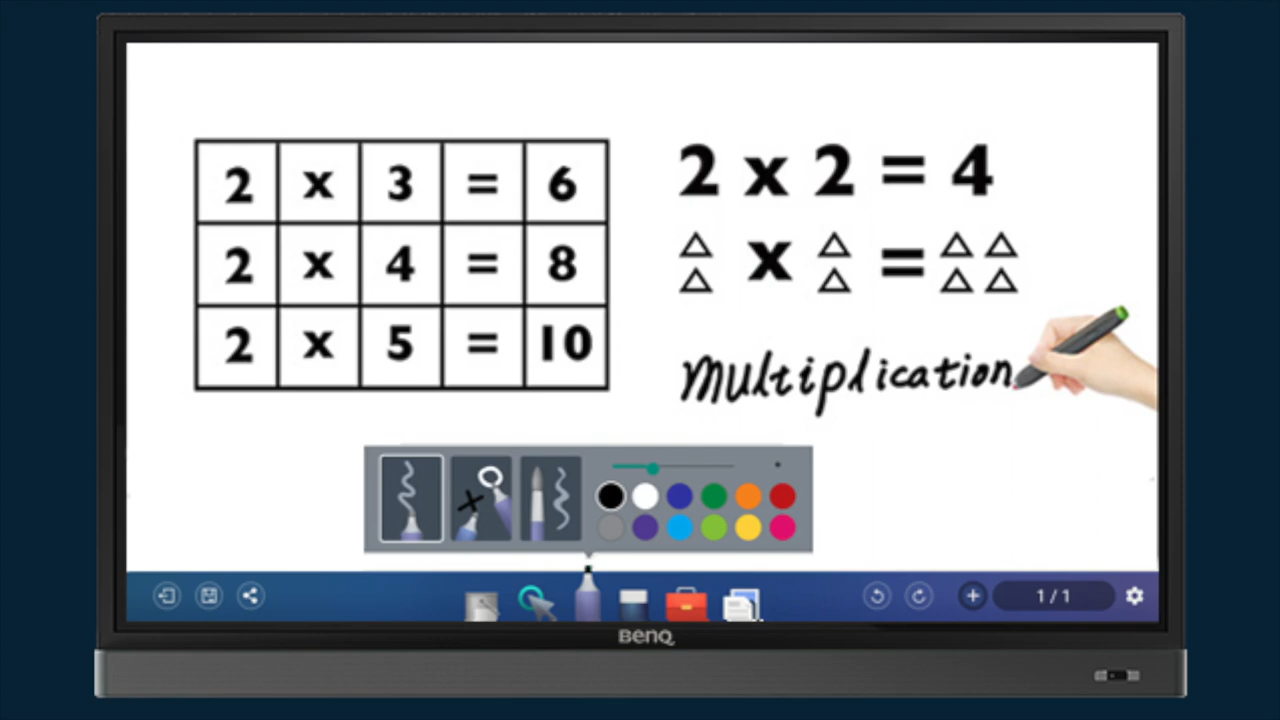 2 x 3 = 6
2 x 4 = 8
2 x 5 = 10
2 x 2 = 4
x =
multiplication
1/1
BenQ